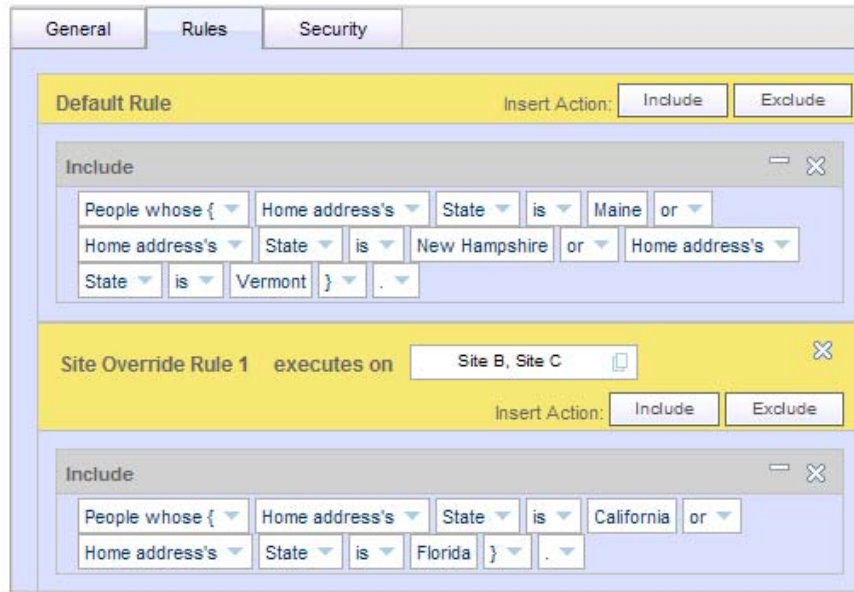 General Rules Security
Default Rule Insert Action: Include Exclude
Include
People whose { Home address's State is Maine or
Home address's State is New Hampshire or Home address's
State is Vermont } .
Site Override Rule 1 executes on Site B, Site C
Insert Action: Include Exclude
Include
People whose { Home address's State is California or
Home address's State is Florida } .